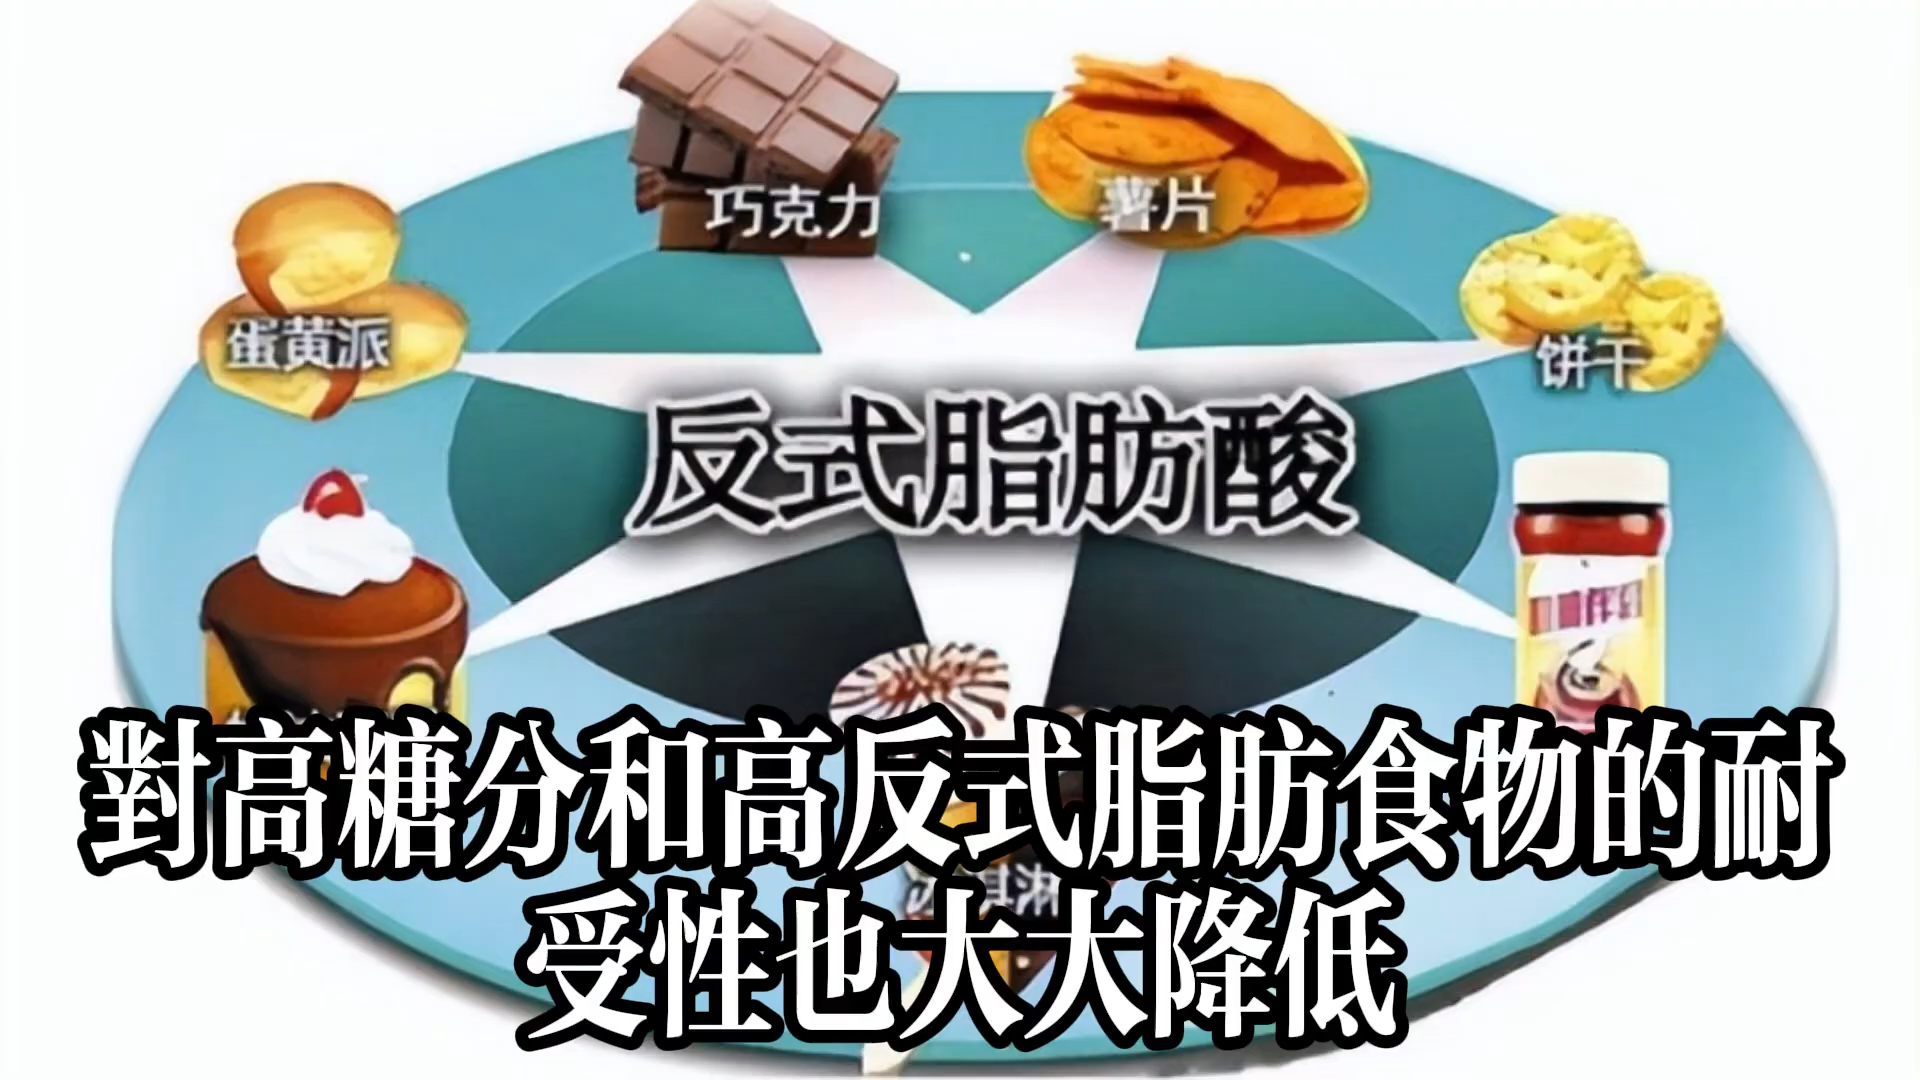 巧克力
薯片
蛋黄派
饼干
反式脂肪酸
對高糖分和高反式脂肪食物的耐
受性也大大降低